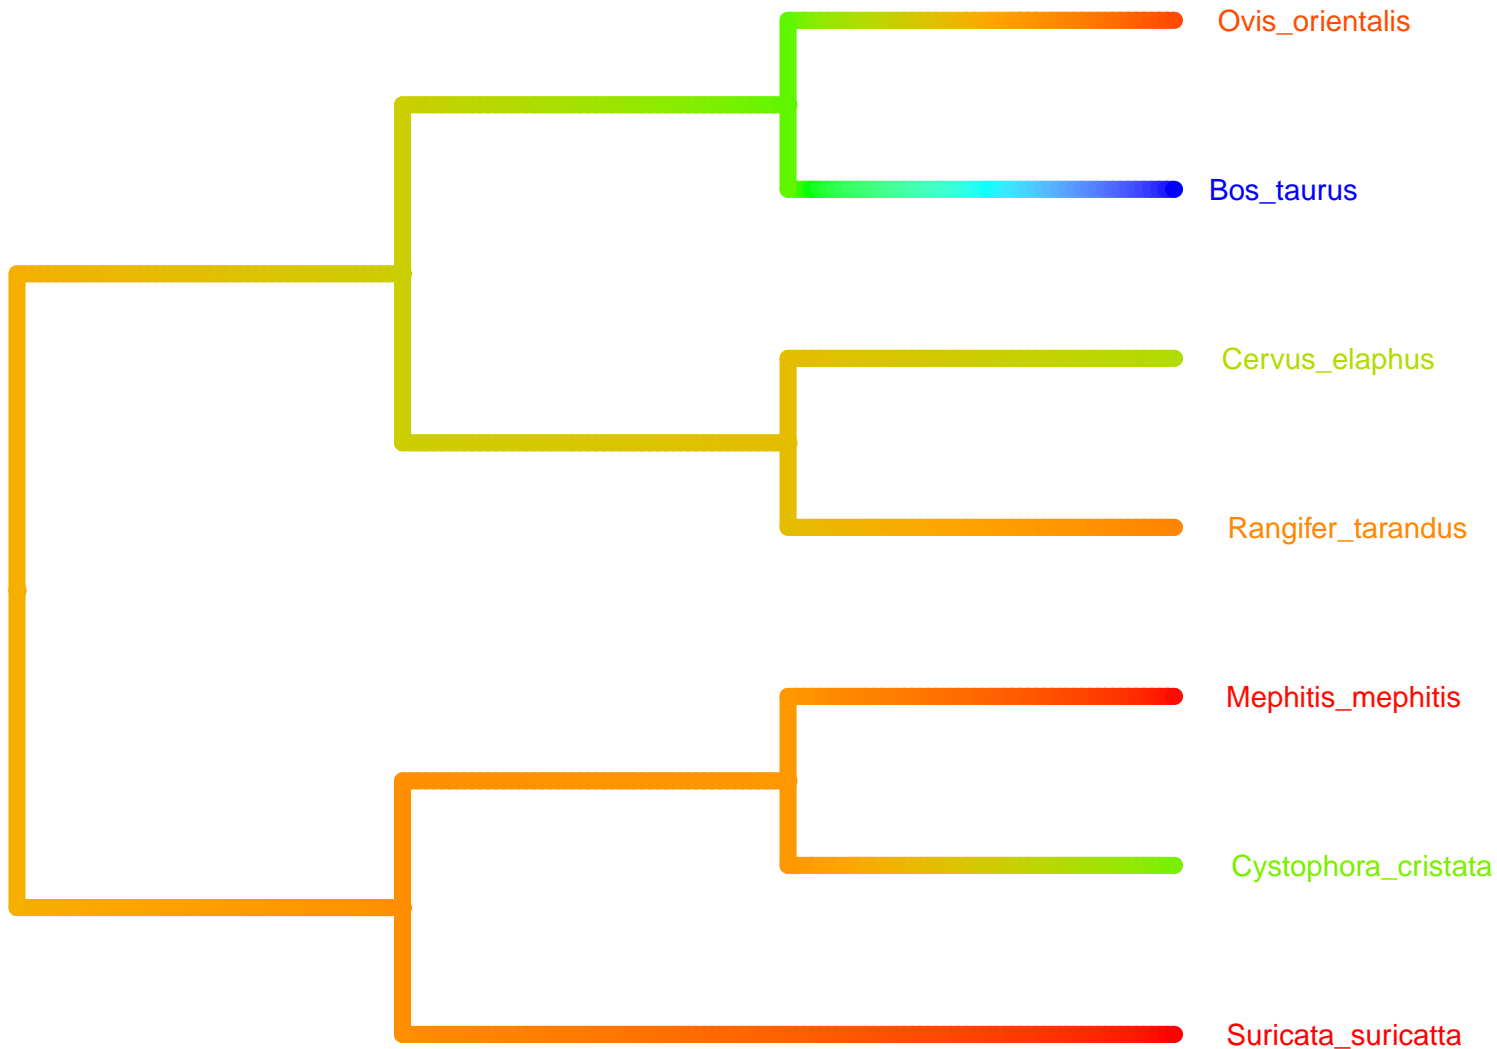 Ovis_orientalis
Bos_taurus
Cervus_elaphus
Rangifer_tarandus
Mephitis_mephitis
Cystophora_cristata
Suricata_suricatta